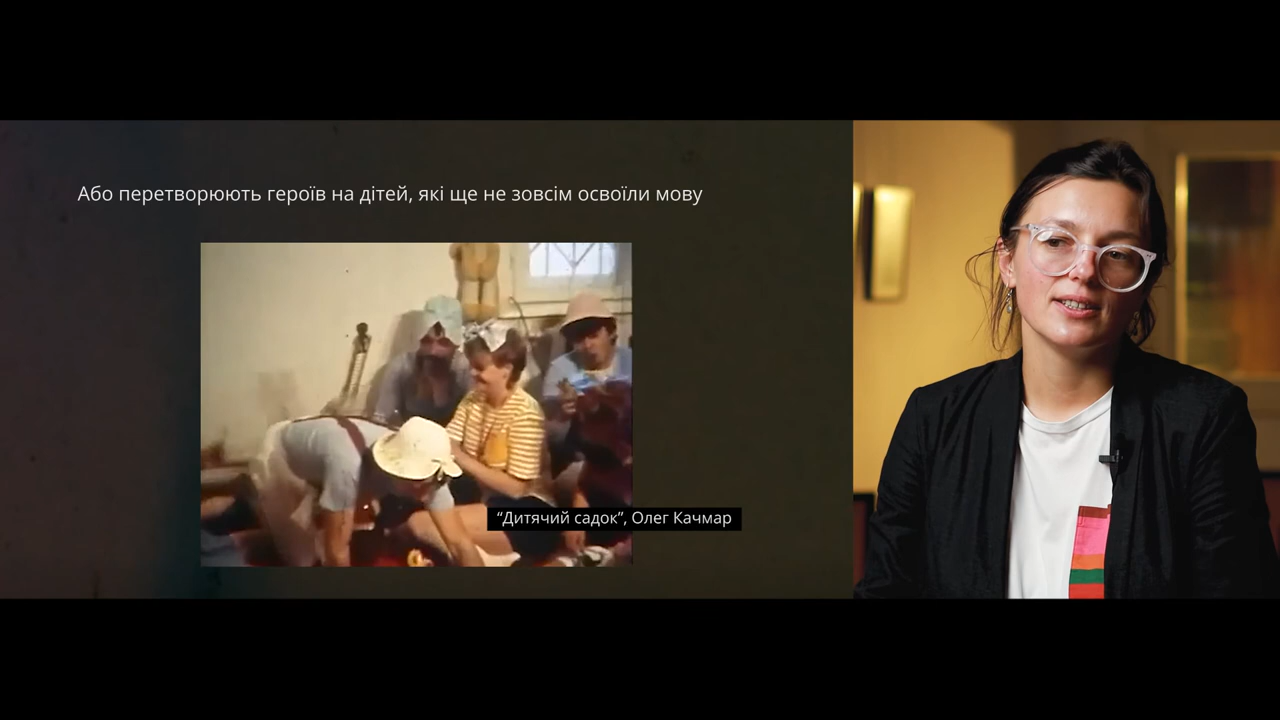 Або перетворюють героїв на дітей, які ще не зовсім освоїли мову
“Дитячий садок”, Олег Качмар